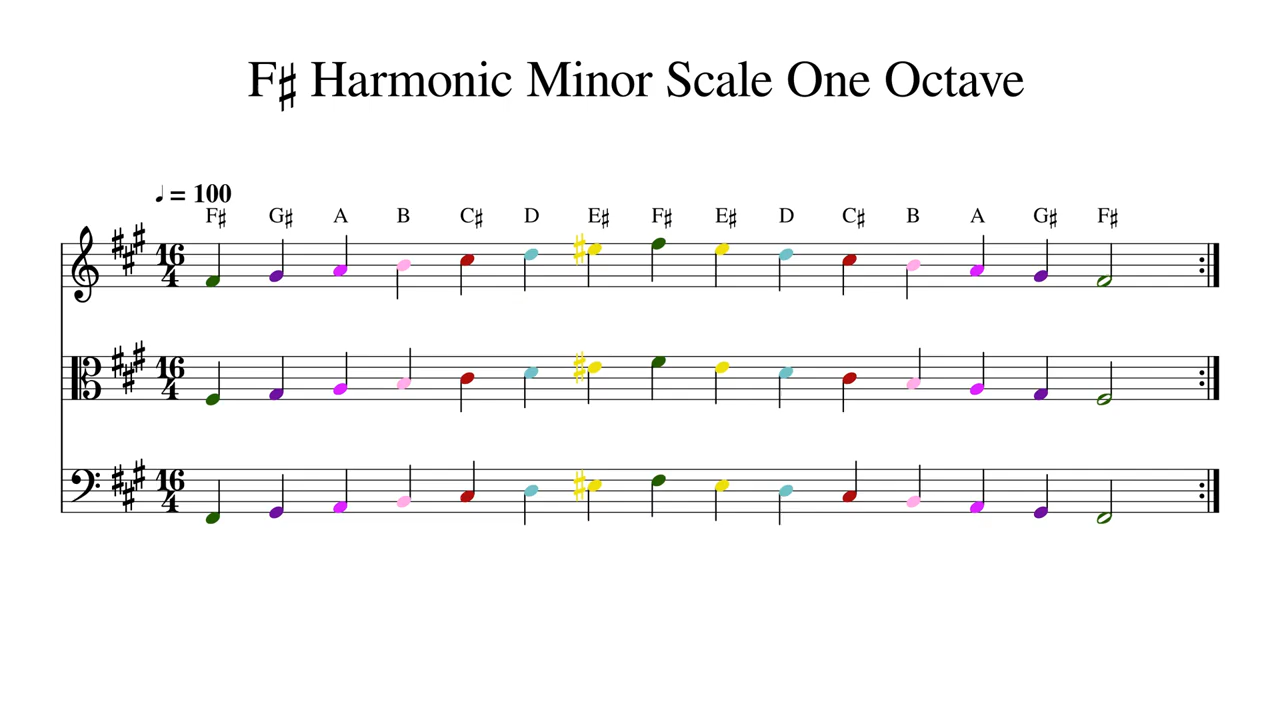 F♯ Harmonic Minor Scale One Octave
♩ = 100
F♯ G♯ A B C♯ D E♯ F♯ E♯ D C♯ B A G♯ F♯
16
4
16
4
16
4